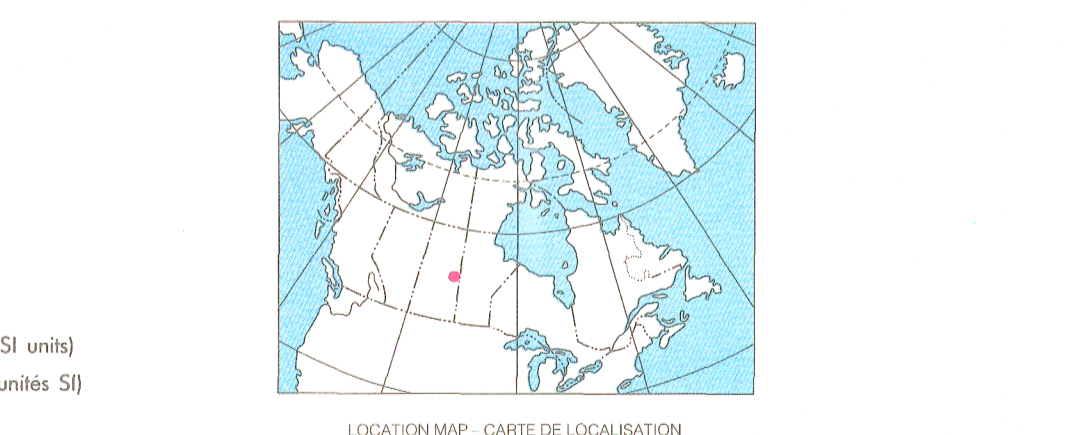 SI units)
unités SI)
LOCATION MAP – CARTE DE LOCALISATION